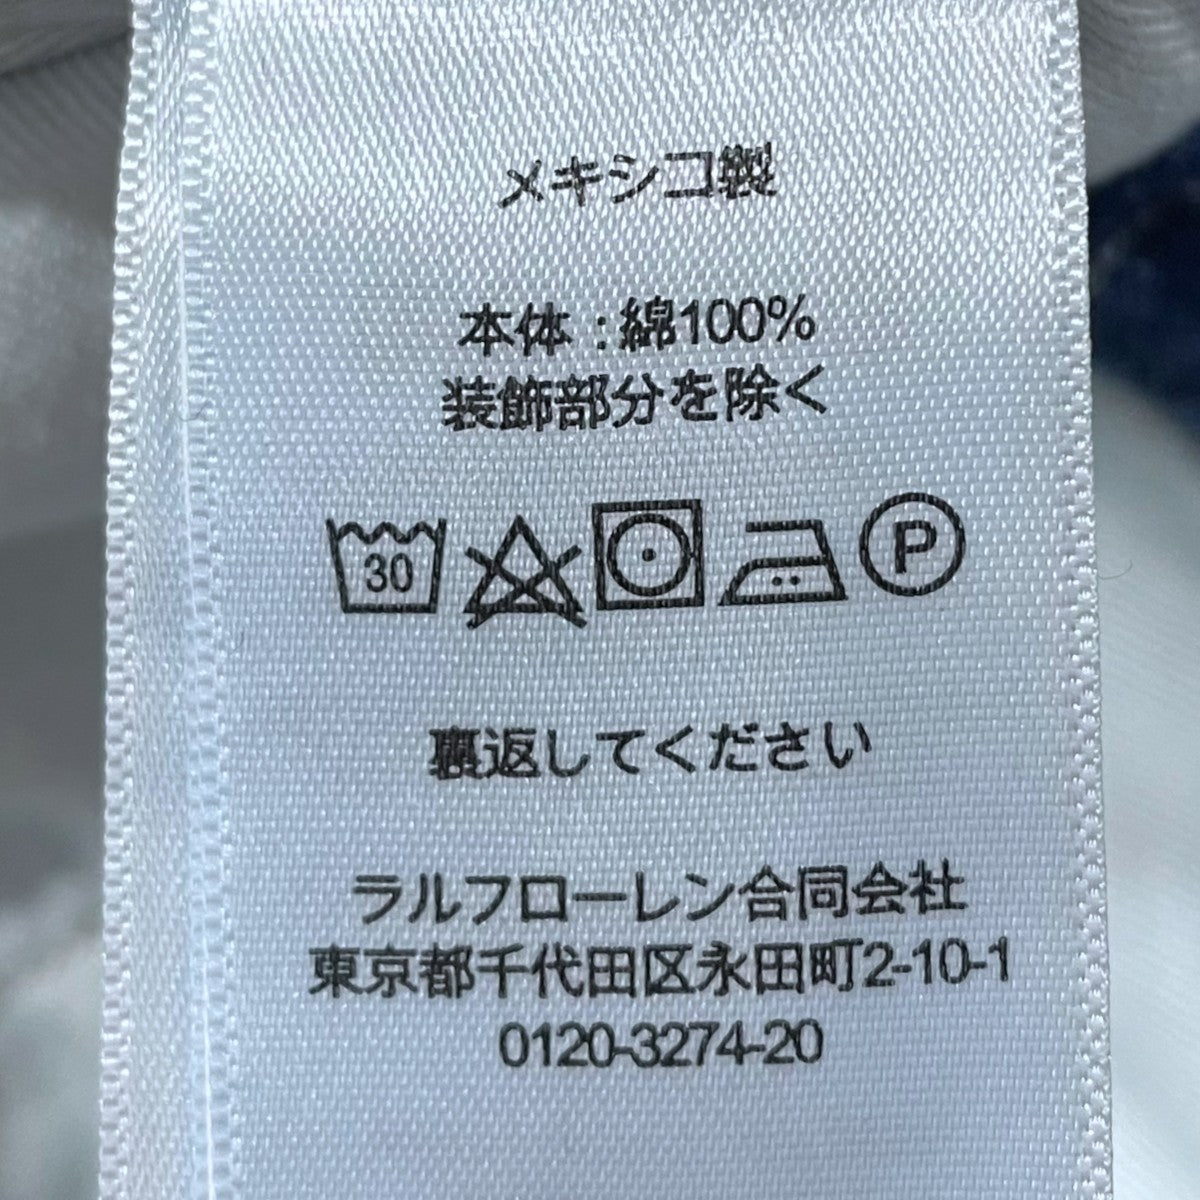 メキシコ製
本体:綿100%
装飾部分を除く
30 P
裏返してください
ラルフローレン合同会社
東京都千代田区永田町2-10-1
0120-3274-20